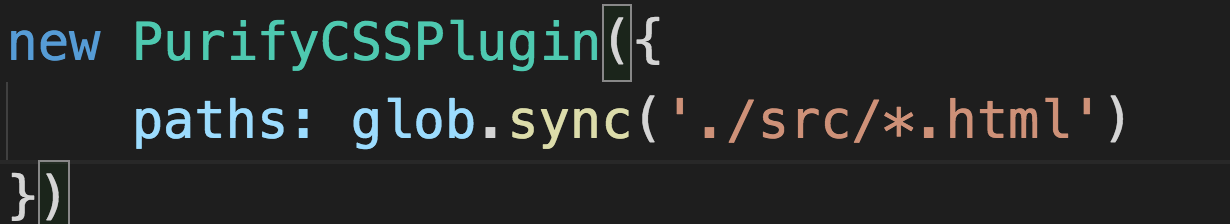 new PurifyCSSPlugin({
    paths: glob.sync('./src/*.html')
})